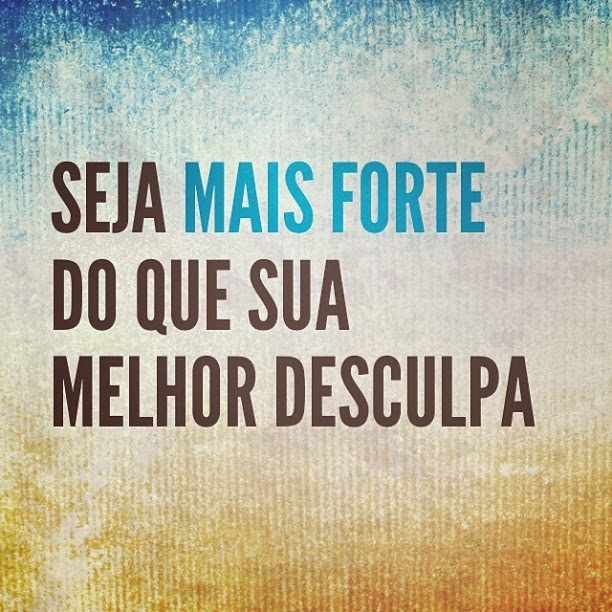 SEJA MAIS FORTE
DO QUE SUA
MELHOR DESCULPA